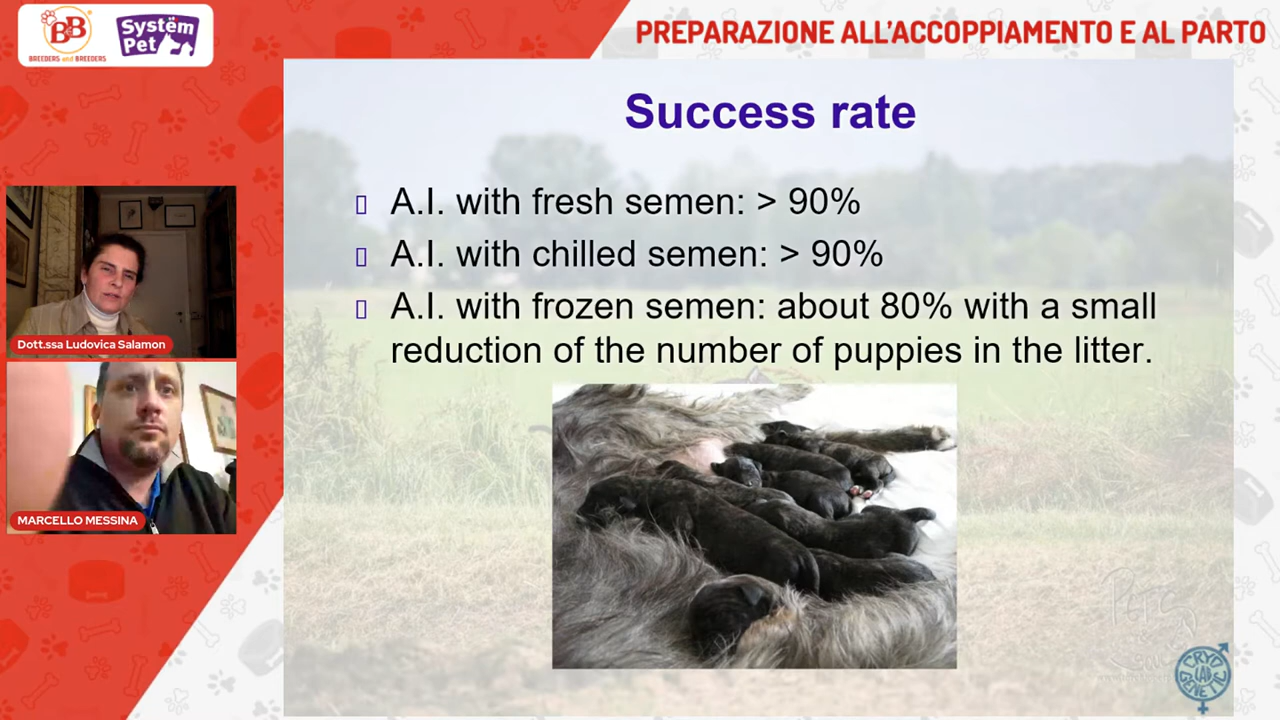 B&B
BREEDERS and BREEDERS
Systëm
Pet
PREPARAZIONE ALL'ACCOPPIAMENTO E AL PARTO
Success rate
A.I. with fresh semen: > 90%
A.I. with chilled semen: > 90%
A.I. with frozen semen: about 80% with a small
reduction of the number of puppies in the litter.
Dott.ssa Ludovica Salamon
MARCELLO MESSINA
CRYO
LAB
GENETIC